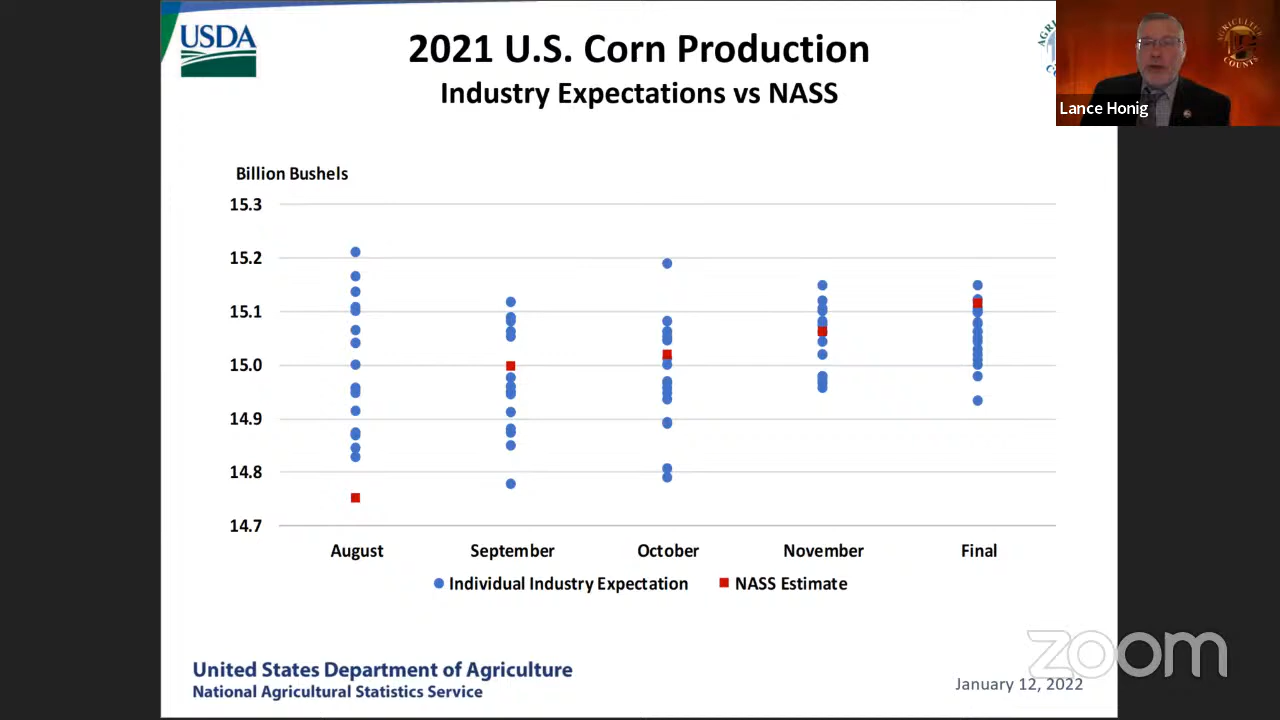 USDA
2021 U.S. Corn Production
Industry Expectations vs NASS
Lance Honig
AGRICULTURE
COUNTS
Billion Bushels
15.3
15.2
15.1
15.0
14.9
14.8
14.7
August September October November Final
Individual Industry Expectation NASS Estimate
United States Department of Agriculture
National Agricultural Statistics Service
January 12, 2022
zoom